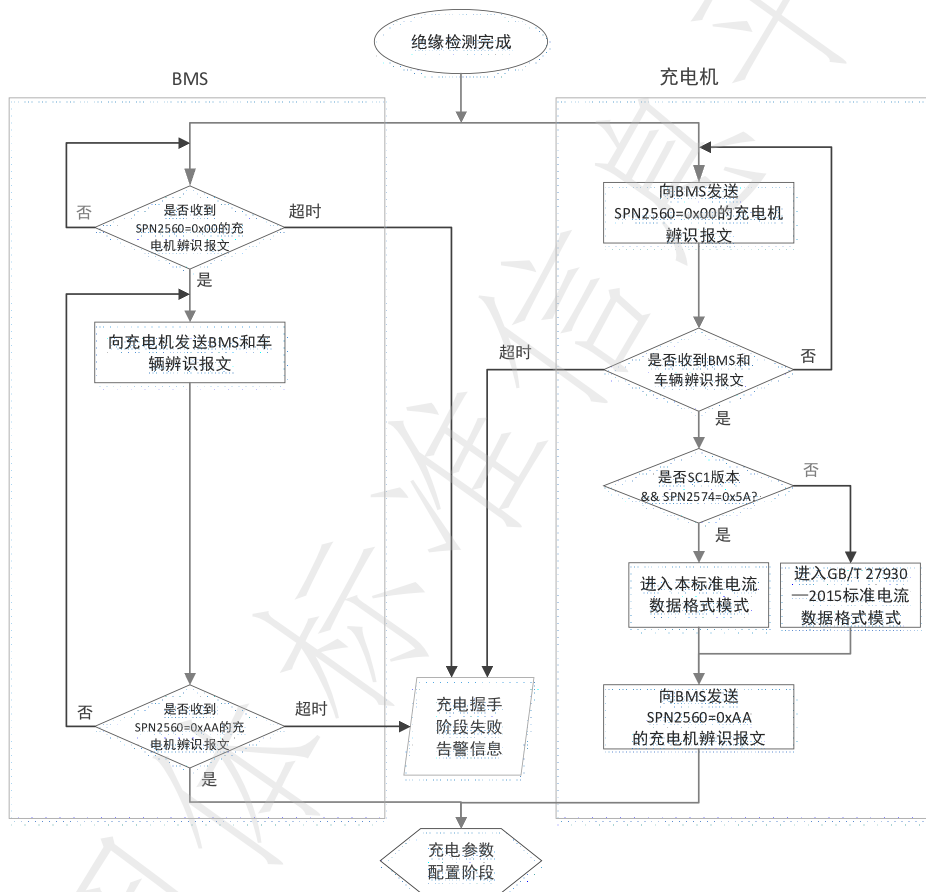 绝缘检测完成
BMS
充电机
否
是否收到
SPN2560=0x00的充
电机辨识报文
超时
是
向充电机发送BMS和车
辆辨识报文
否
是否收到
SPN2560=0xAA的充
电机辨识报文
超时
是
向BMS发送
SPN2560=0x00的充电机
辨识报文
超时
是否收到BMS和
车辆辨识报文
否
是
是否SC1版本
&& SPN2574=0x5A?
否
是
进入本标准电流
数据格式模式
进入GB/T 27930
—2015标准电流
数据格式模式
向BMS发送
SPN2560=0xAA
的充电机辨识报文
充电握手
阶段失败
告警信息
充电参数
配置阶段